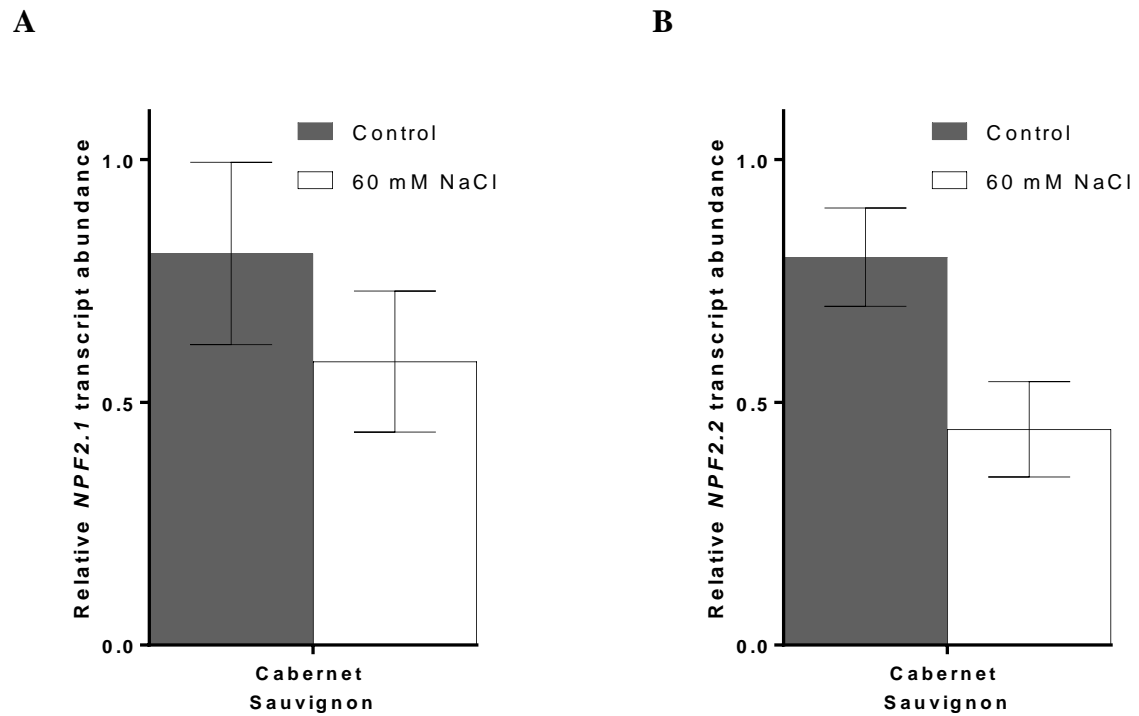 A
Relative NPF2.1 transcript abundance
1.0
0.5
0.0
Control
60 mM NaCl
Cabernet
Sauvignon
B
Relative NPF2.2 transcript abundance
1.0
0.5
0.0
Control
60 mM NaCl
Cabernet
Sauvignon